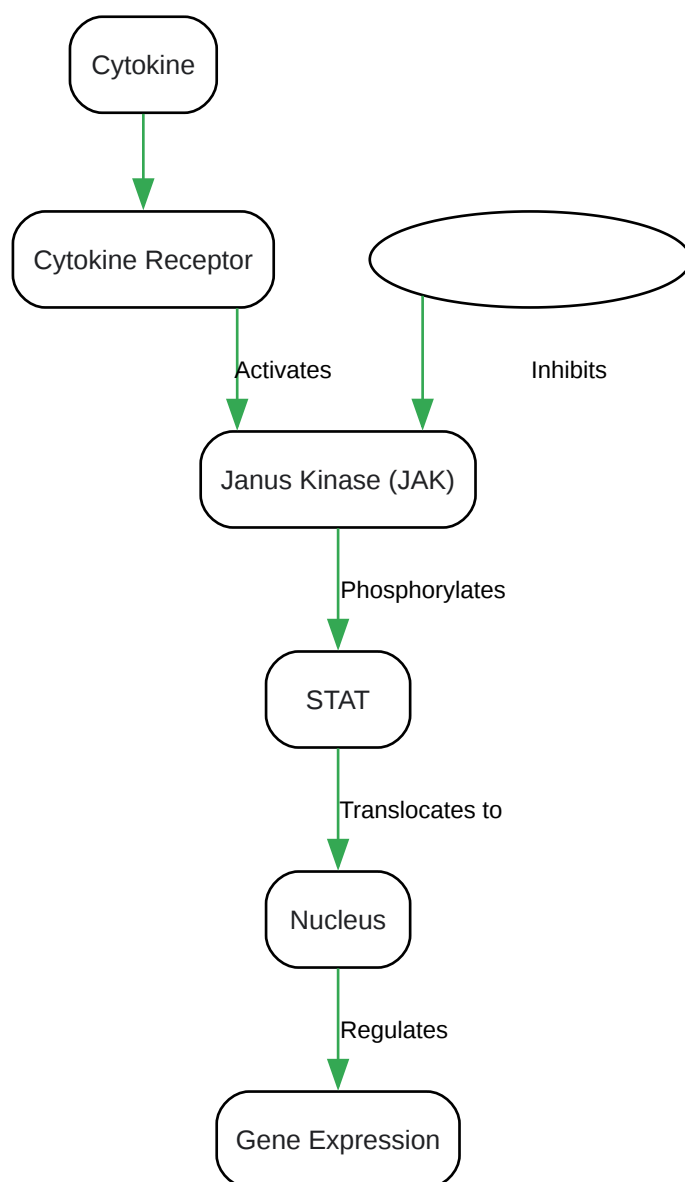 Cytokine
Cytokine Receptor
Activates
Inhibits
Janus Kinase (JAK)
Phosphorylates
STAT
Translocates to
Nucleus
Regulates
Gene Expression